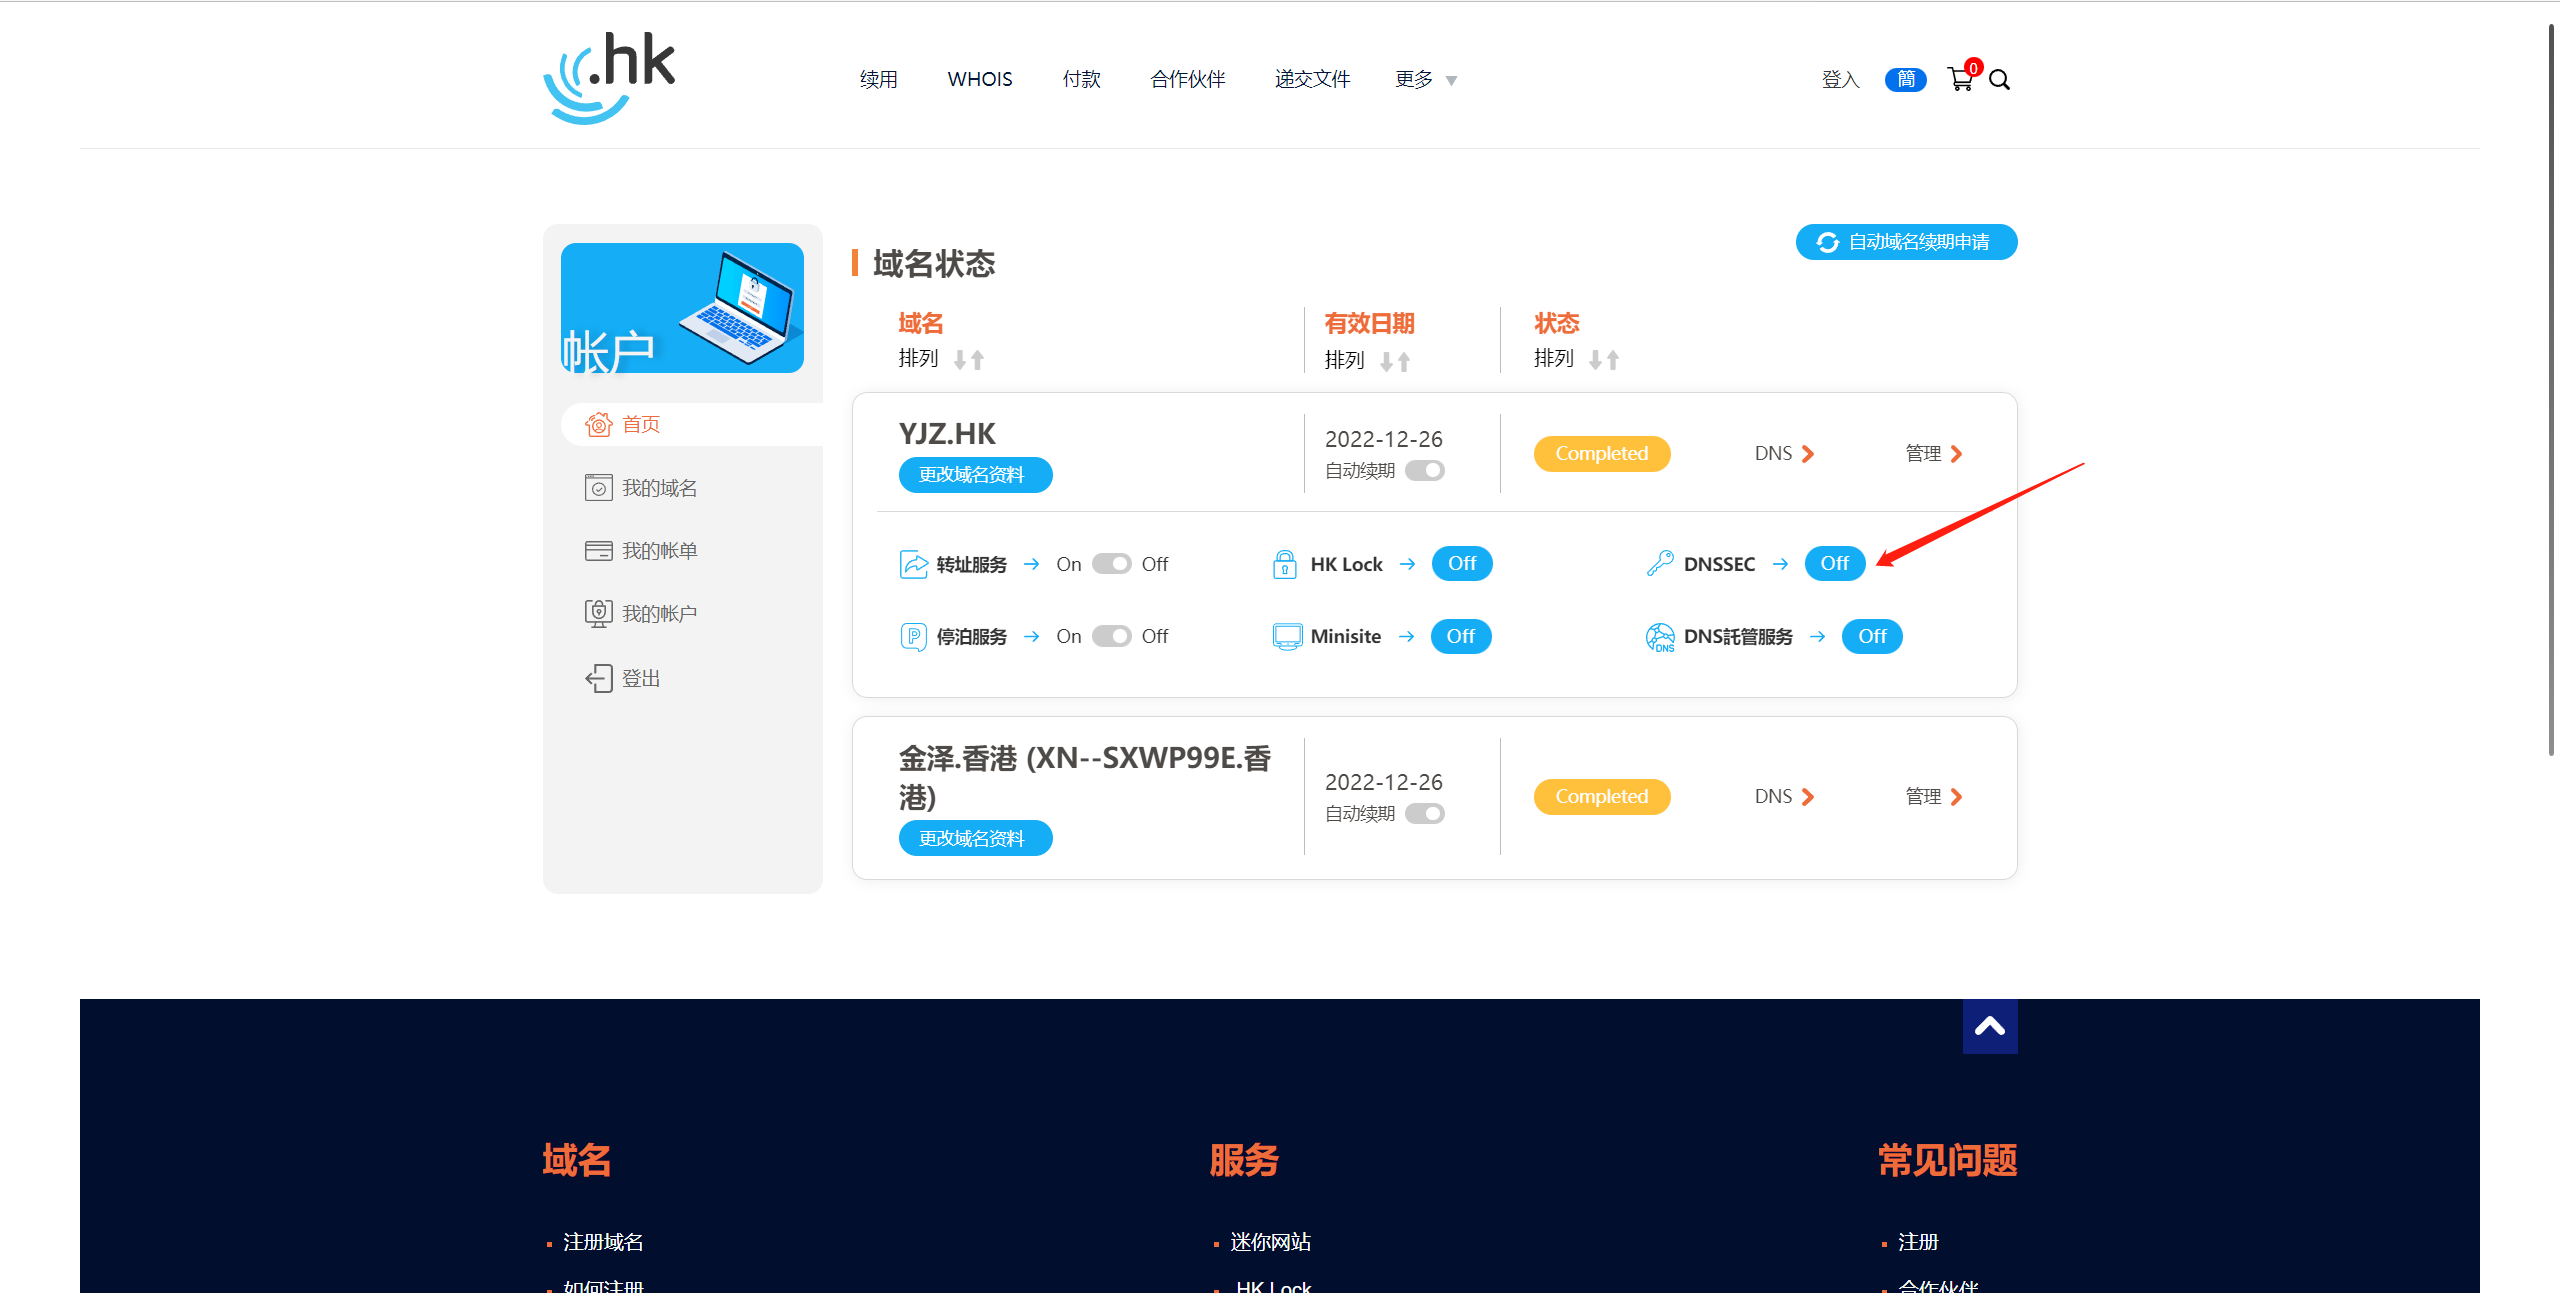 .hk
续用
WHOIS
付款
合作伙伴
递交文件
更多
登入
簡
0
帐户
首页
我的域名
我的帐单
我的帐户
登出
域名状态
自动域名续期申请
域名
有效日期
状态
排列
排列
排列
YJZ.HK
更改域名资料
2022-12-26
自动续期
Completed
DNS
管理
转址服务
On
Off
HK Lock
Off
DNSSEC
Off
停泊服务
On
Off
Minisite
Off
DNS
DNS託管服务
Off
金泽.香港 (XN--SXWP99E.香
港)
更改域名资料
2022-12-26
自动续期
Completed
DNS
管理
域名
服务
常见问题
注册域名
迷你网站
注册
如何注册
HK Lock
合作伙伴